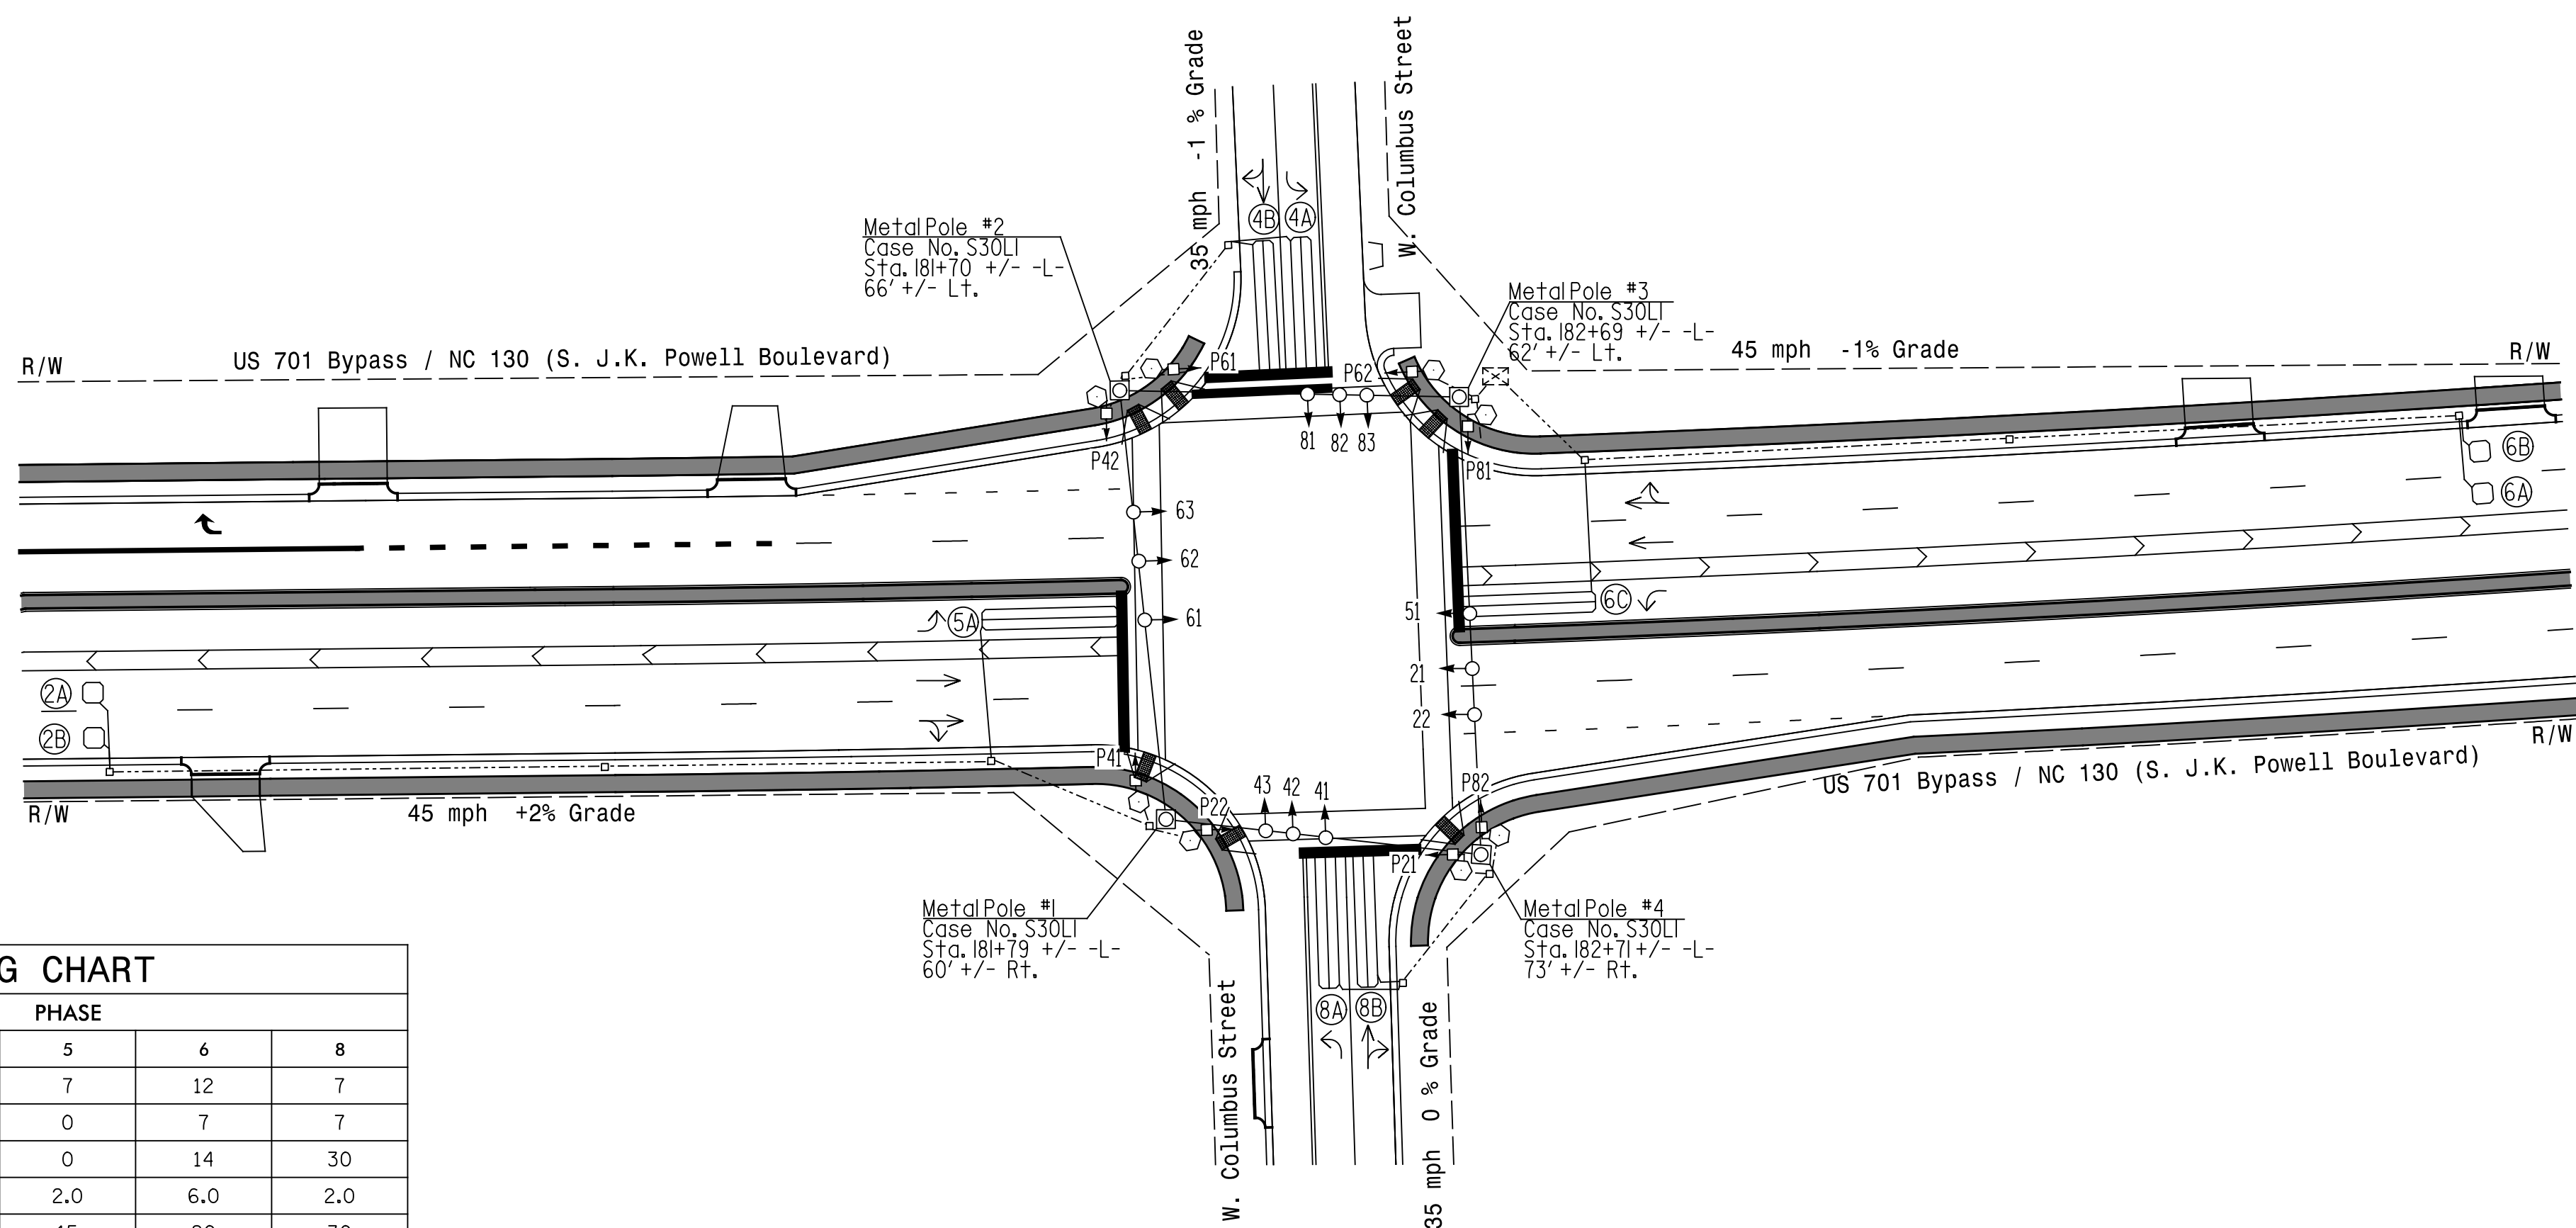 35 mph -1 % Grade
W. Columbus Street
4B
4A
Metal Pole #2
Case No. S30L1
Sta. 181+70 +/- -L-
66' +/- Lt.
Metal Pole #3
Case No. S30L1
Sta. 182+69 +/- -L-
62' +/- Lt.
R/W
US 701 Bypass / NC 130 (S. J.K. Powell Boulevard)
45 mph -1% Grade
R/W
P61
P62
81
82
83
P42
P81
6B
6A
63
62
61
51
6C
5A
21
22
2A
2B
P41
43
42
41
P22
P82
P21
R/W
45 mph +2% Grade
US 701 Bypass / NC 130 (S. J.K. Powell Boulevard)
R/W
Metal Pole #1
Case No. S30L1
Sta. 181+79 +/- -L-
60' +/- Rt.
Metal Pole #4
Case No. S30L1
Sta. 182+71 +/- -L-
73' +/- Rt.
8A
8B
W. Columbus Street
35 mph 0 % Grade
G CHART
PHASE
5 6 8
7 12 7
0 7 7
0 14 30
2.0 6.0 2.0